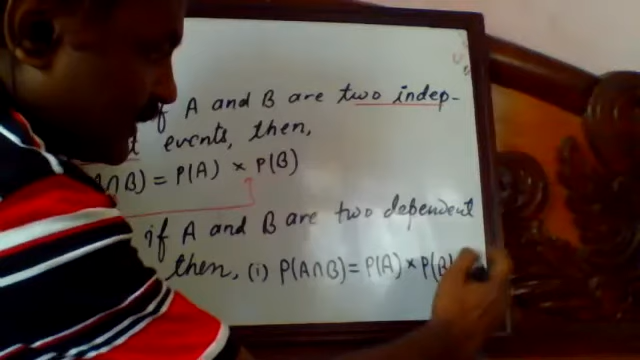 if A and B are two indep-
events, then,
P(A∩B) = P(A) × P(B)
if A and B are two dependent
then, (i) P(A∩B) = P(A) × P(B